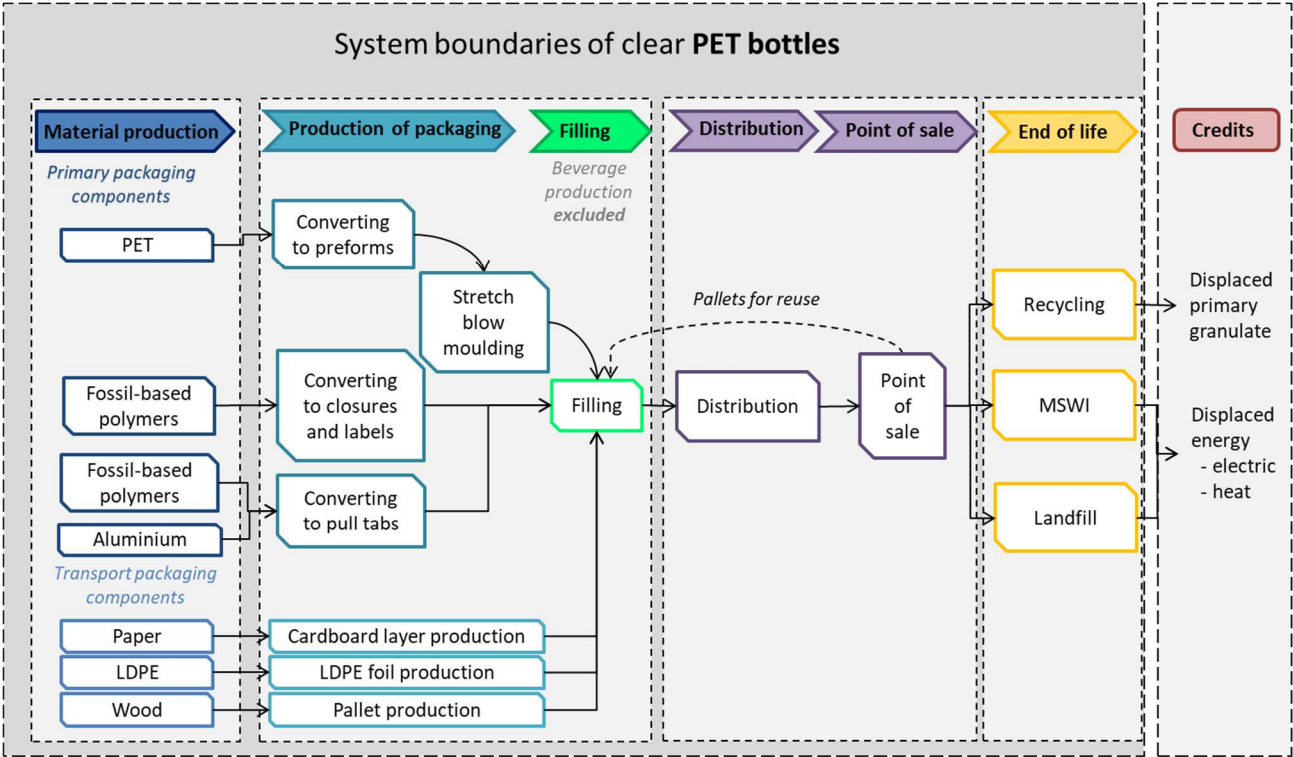 System boundaries of clear PET bottles
Material production
Production of packaging
Filling
Distribution
Point of sale
End of life
Credits
Primary packaging
components
Beverage
production
excluded
PET
Converting
to preforms
Stretch
blow
moulding
Pallets for reuse
Recycling
Displaced
primary
granulate
Fossil-based
polymers
Converting
to closures
and labels
Filling
Distribution
Point
of
sale
MSWI
Displaced
energy
- electric
- heat
Fossil-based
polymers
Aluminium
Converting
to pull tabs
Landfill
Transport packaging
components
Paper
Cardboard layer production
LDPE
LDPE foil production
Wood
Pallet production